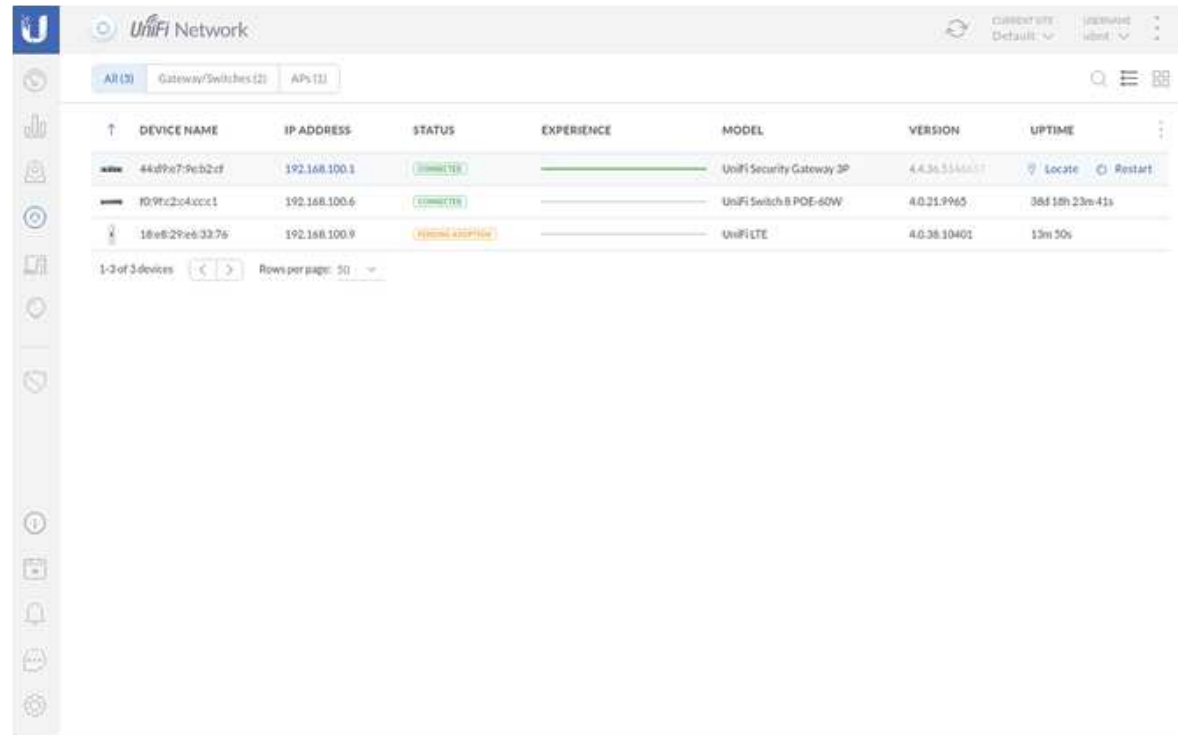 UniFi Network
CURRENT SITE
Default
USERNAME
ubnt
All (3) Gateway/Switches (2) APs (1)
DEVICE NAME IP ADDRESS STATUS EXPERIENCE MODEL VERSION UPTIME
44:d9:e7:9e:b2:cf 192.168.100.1 CONNECTED UniFi Security Gateway 3P Locate Restart
f0:9f:c2:c4:cc:c1 192.168.100.6 CONNECTED UniFi Switch 8 POE-60W 4.0.21.9965 38d 18h 23m 41s
18:e8:29:e6:33:76 192.168.100.9 PENDING ADOPTION UniFi LTE 4.0.38.10401 13m 50s
1-3 of 3 devices Rows per page: 50